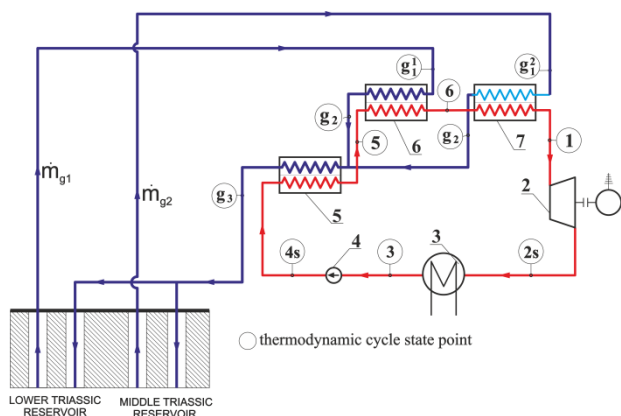 g₁¹
g₁²
6
g₂
5
6
g₂
7
1
ṁg1
ṁg2
g₃
5
2
4s
4
3
3
2s
thermodynamic cycle state point
LOWER TRIASSIC
RESERVOIR
MIDDLE TRIASSIC
RESERVOIR